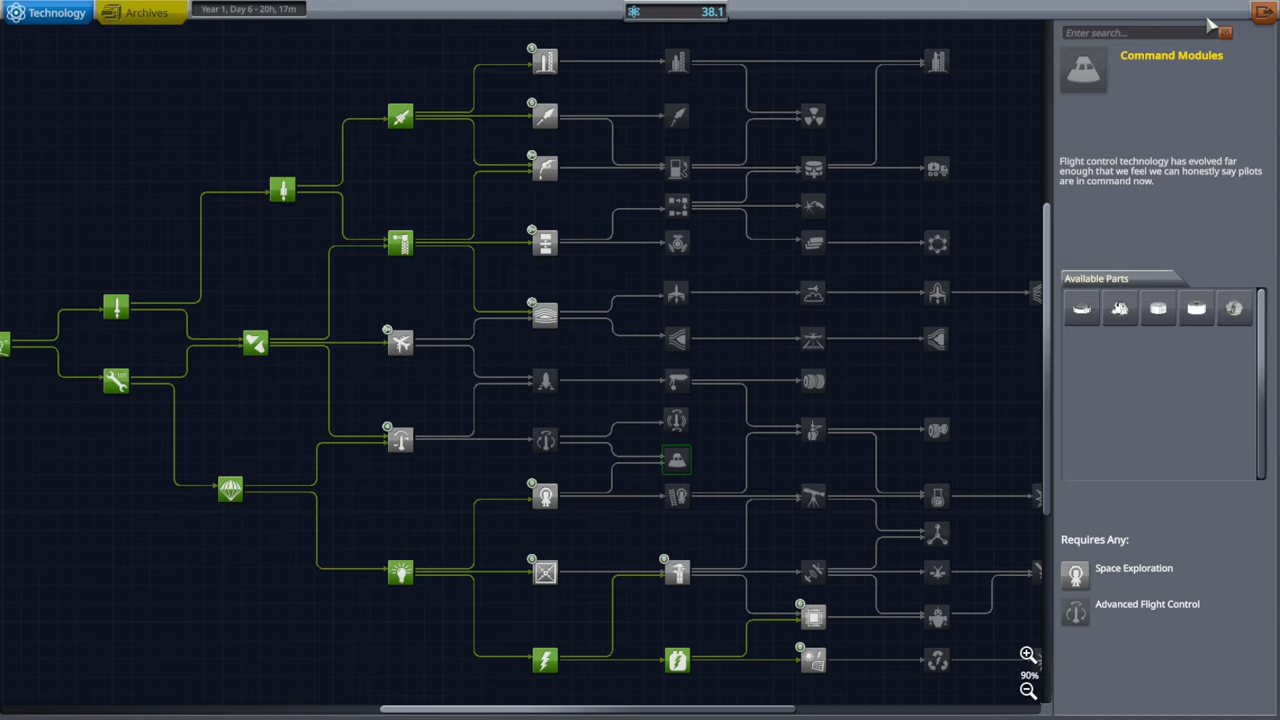 Technology
Archives
Year 1, Day 6 - 20h, 17m
38.1
Enter search...
Command Modules
Flight control technology has evolved far
enough that we feel we can honestly say pilots
are in command now.
Available Parts
Requires Any:
Space Exploration
Advanced Flight Control
90%